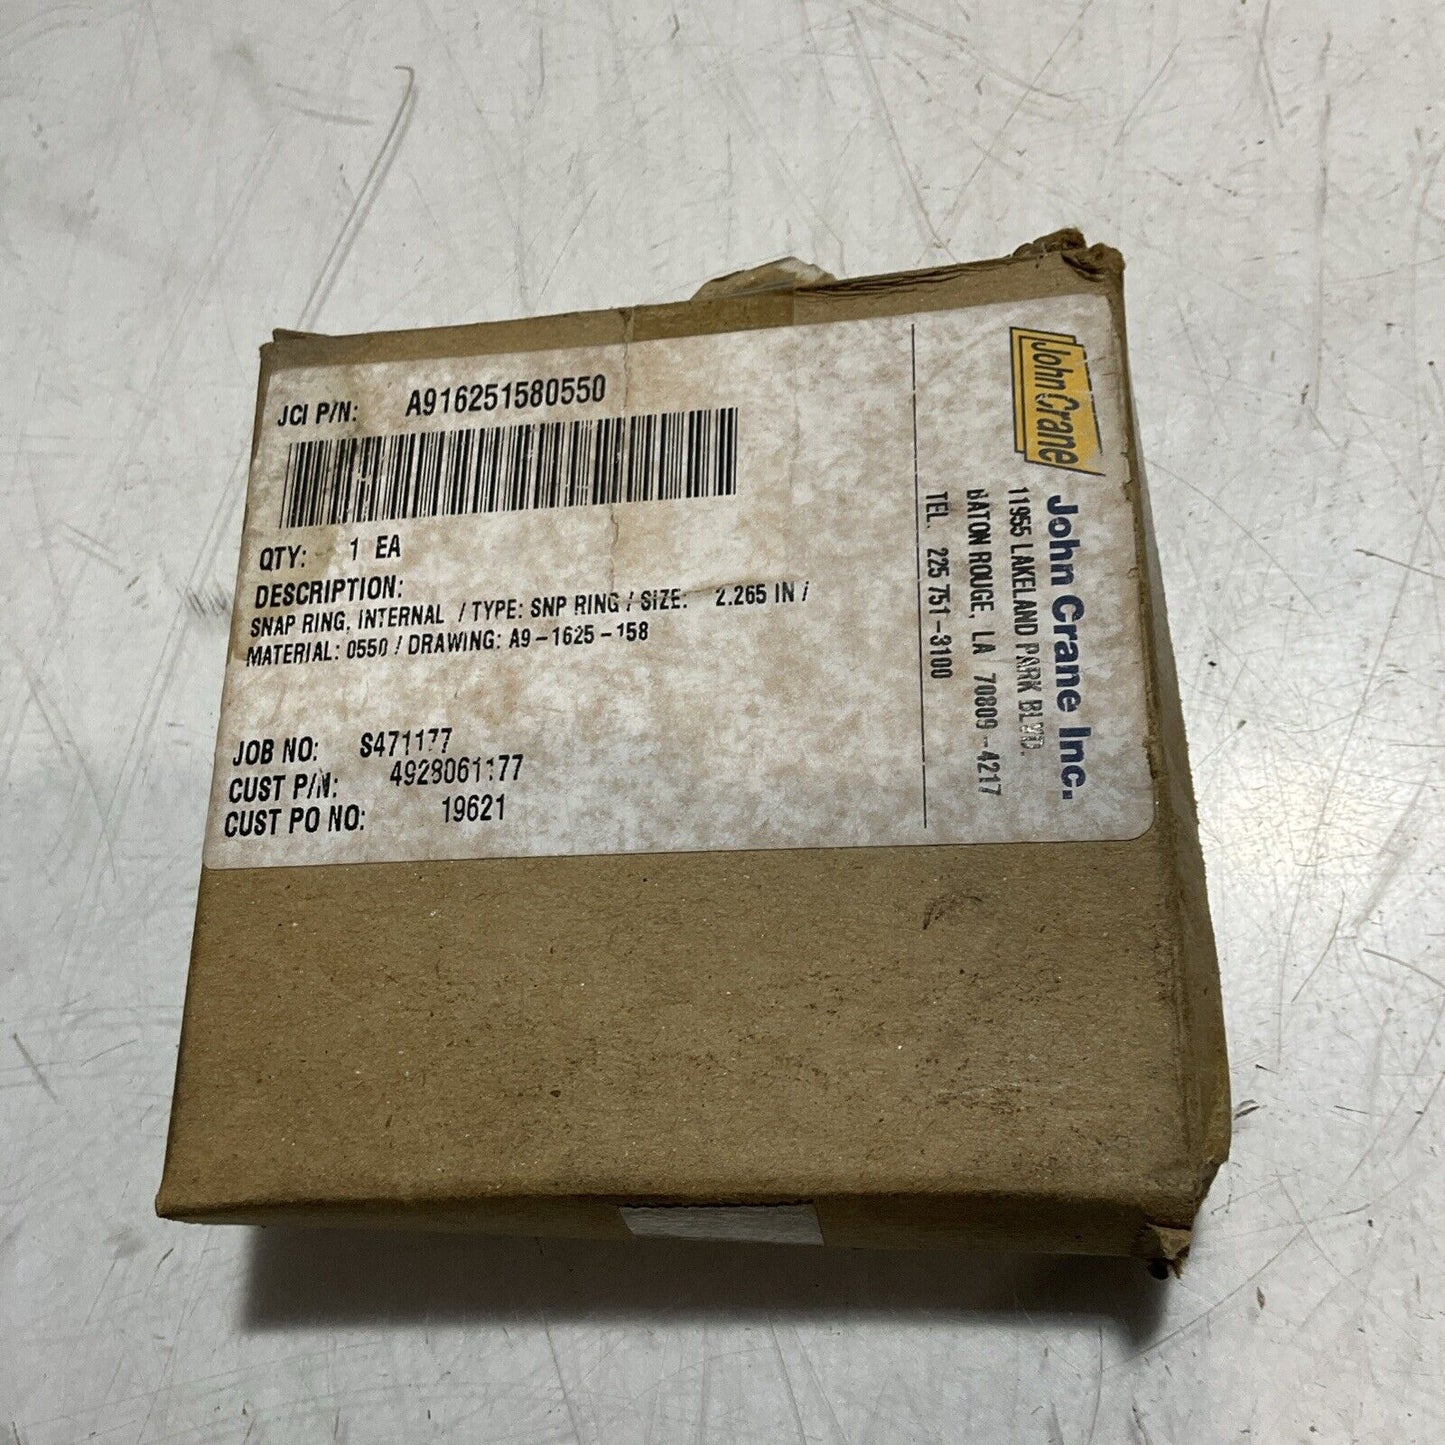 JCI P/N: A916251580550
QTY: 1 EA
DESCRIPTION:
SNAP RING, INTERNAL / TYPE: SNP RING / SIZE: 2.265 IN /
MATERIAL: 0550 / DRAWING: A9-1625-158
JOB NO: S471177
CUST P/N: 4928061177
CUST PO NO: 19621
John Crane
John Crane Inc.
11955 LAKELAND PARK BLVD.
BATON ROUGE, LA 70809-4217
TEL. 225 751-3100